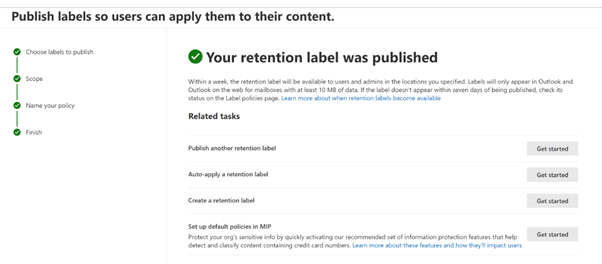 Publish labels so users can apply them to their content.
Choose labels to publish
Scope
Name your policy
Finish
Your retention label was published
Within a week, the retention label will be available to users and admins in the locations you specified. Labels will only appear in Outlook and
Outlook on the web for mailboxes with at least 10 MB of data. If the label doesn't appear within seven days of being published, check its
status on the Label policies page. Learn more about when retention labels become available
Related tasks
Publish another retention label
Get started
Auto-apply a retention label
Get started
Create a retention label
Get started
Set up default policies in MIP
Protect your org's sensitive info by quickly activating our recommended set of information protection features that help
detect and classify content containing credit card numbers. Learn more about these features and how they'll impact users
Get started